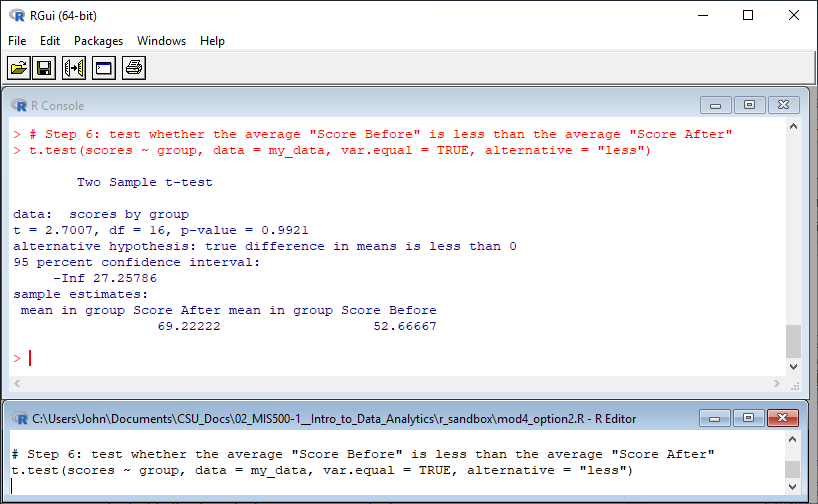 RGui (64-bit)
File Edit Packages Windows Help
R Console
> # Step 6: test whether the average "Score Before" is less than the average "Score After"
> t.test(scores ~ group, data = my_data, var.equal = TRUE, alternative = "less")
Two Sample t-test
data:  scores by group
t = 2.7007, df = 16, p-value = 0.9921
alternative hypothesis: true difference in means is less than 0
95 percent confidence interval:
-Inf 27.25786
sample estimates:
mean in group Score After mean in group Score Before
69.22222 52.66667
>
C:\Users\John\Documents\CSU_Docs\02_MIS500-1__Intro_to_Data_Analytics\r_sandbox\mod4_option2.R - R Editor
# Step 6: test whether the average "Score Before" is less than the average "Score After"
t.test(scores ~ group, data = my_data, var.equal = TRUE, alternative = "less")